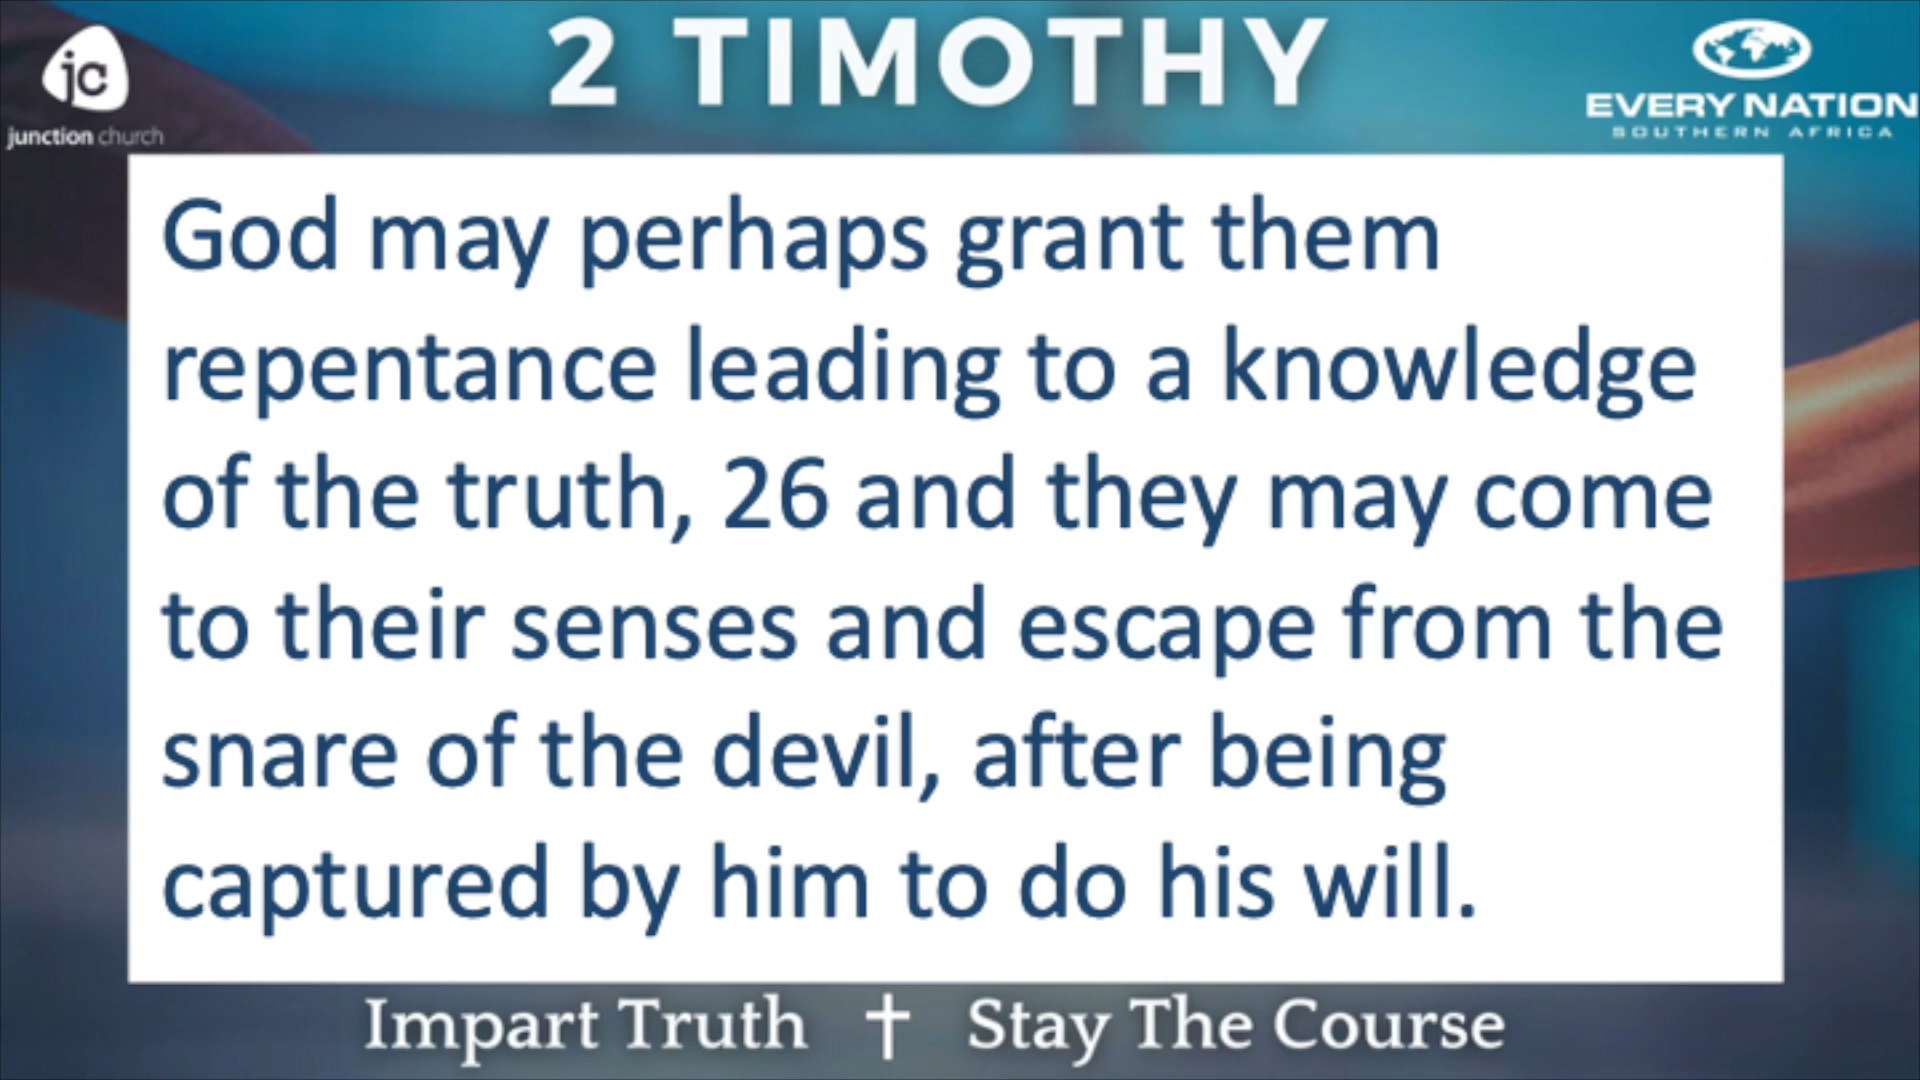 jc
junction church
2 TIMOTHY
EVERY NATION
SOUTHERN AFRICA
God may perhaps grant them
repentance leading to a knowledge
of the truth, 26 and they may come
to their senses and escape from the
snare of the devil, after being
captured by him to do his will.
Impart Truth † Stay The Course